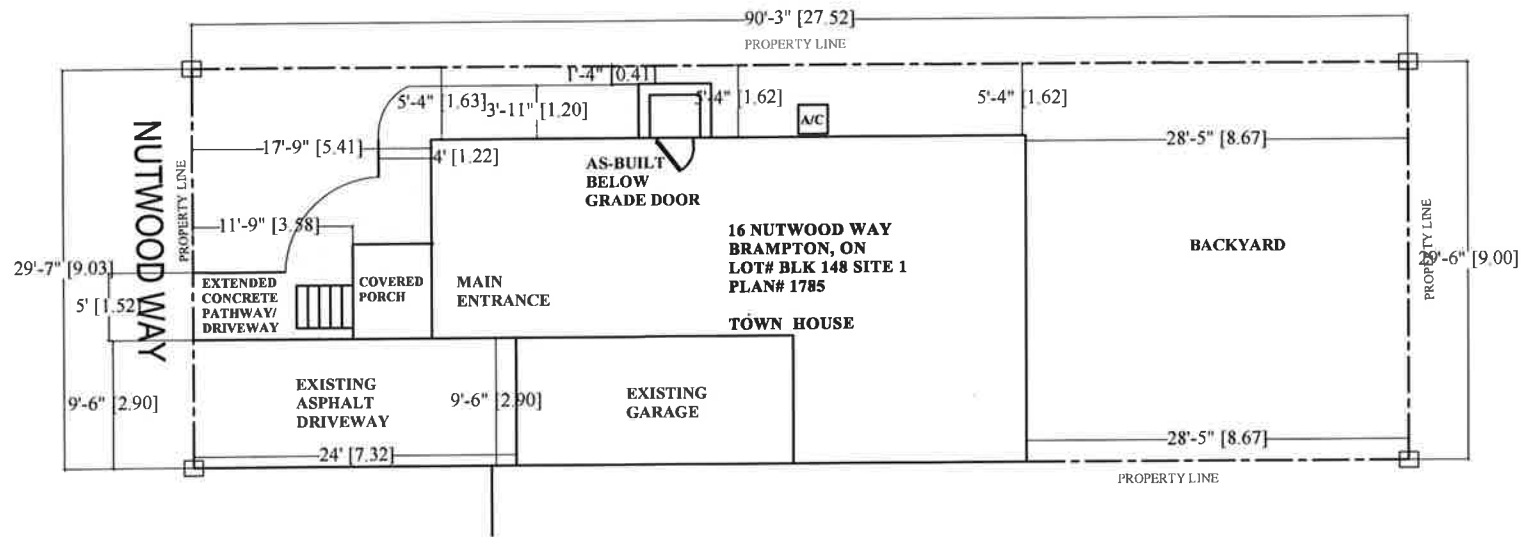 90'-3" [27.52]
PROPERTY LINE
1'-4" [0.41]
5'-4" [1.63]
3'-11" [1.20]
5'-4" [1.62]
A/C
5'-4" [1.62]
28'-5" [8.67]
17'-9" [5.41]
4' [1.22]
AS-BUILT
BELOW
GRADE DOOR
NUTWOOD WAY
PROPERTY LINE
11'-9" [3.58]
16 NUTWOOD WAY
BRAMPTON, ON
LOT# BLK 148 SITE 1
PLAN# 1785
TOWN HOUSE
BACKYARD
PROPERTY LINE
29'-6" [9.00]
29'-7" [9.03]
5' [1.52]
EXTENDED
CONCRETE
PATHWAY/
DRIVEWAY
COVERED
PORCH
MAIN
ENTRANCE
9'-6" [2.90]
EXISTING
ASPHALT
DRIVEWAY
9'-6" [2.90]
EXISTING
GARAGE
24' [7.32]
28'-5" [8.67]
PROPERTY LINE